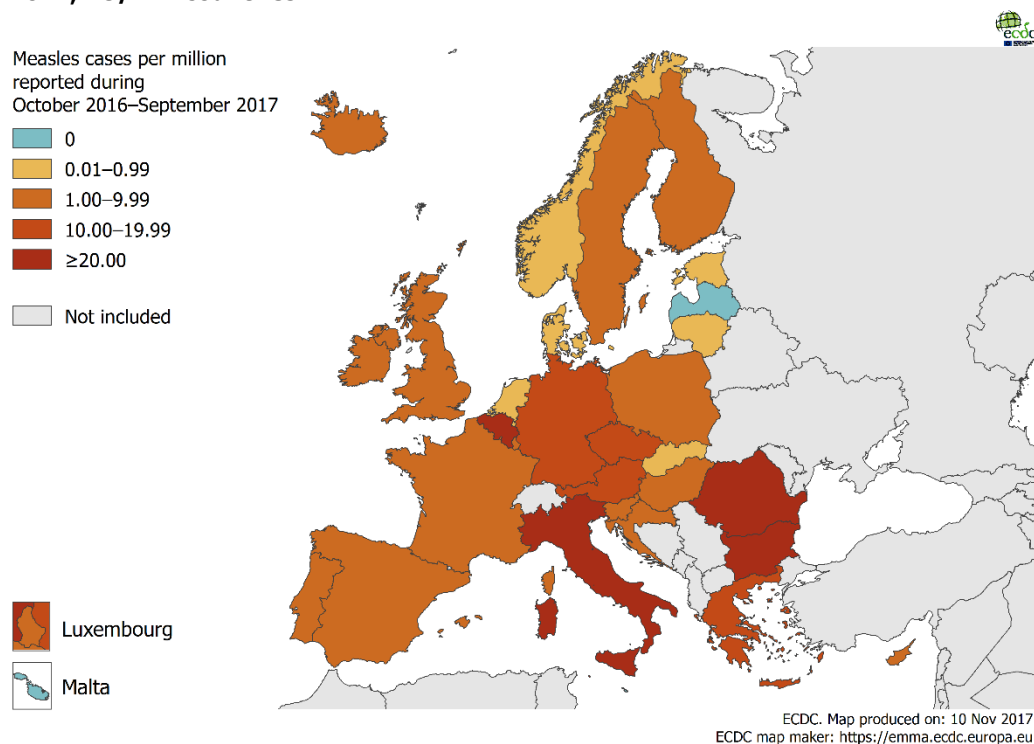 Measles cases per million
reported during
October 2016–September 2017
0
0.01–0.99
1.00–9.99
10.00–19.99
≥20.00
Not included
Luxembourg
Malta
ecdc
ECDC. Map produced on: 10 Nov 2017
ECDC map maker: https://emma.ecdc.europa.eu